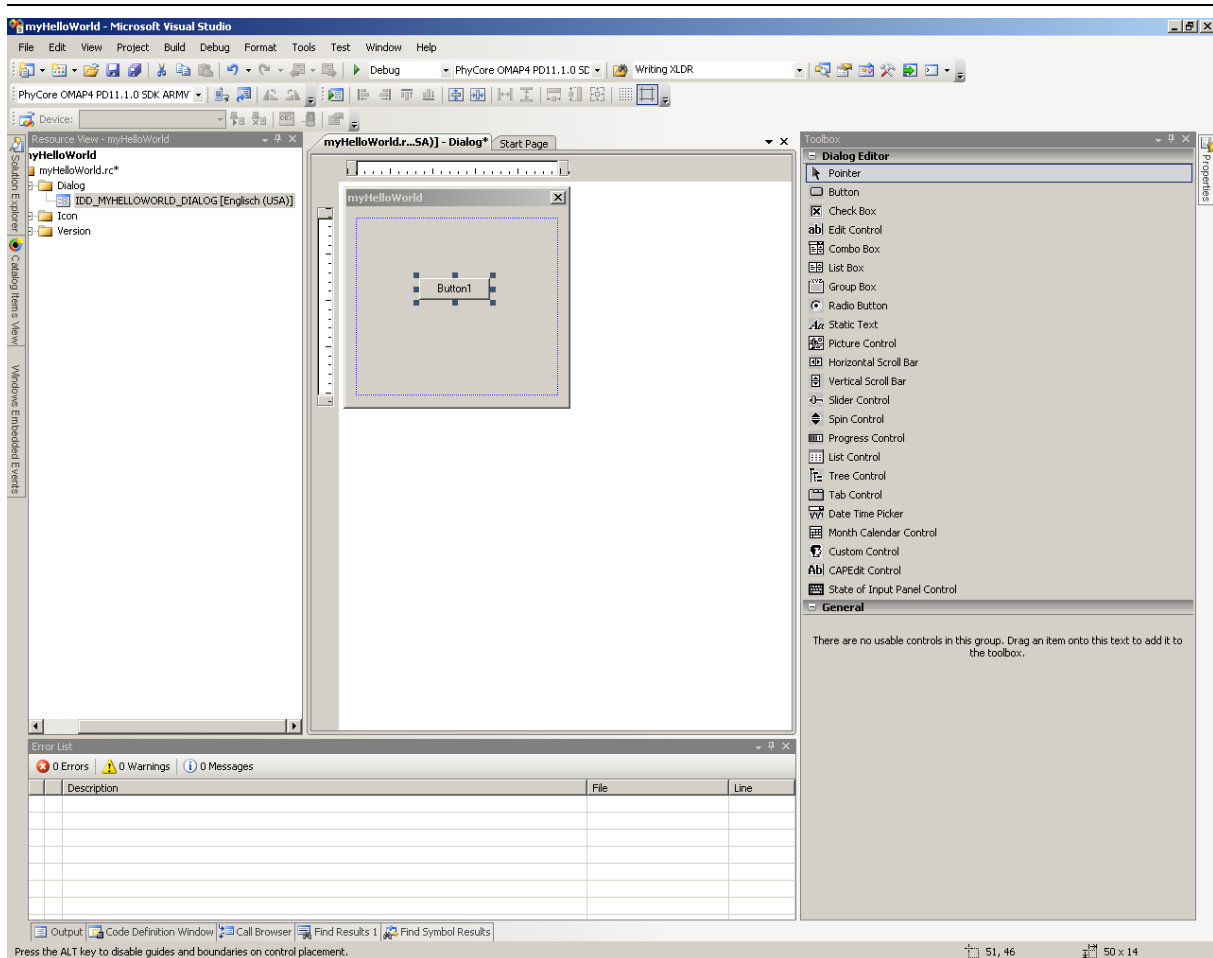 myHelloWorld - Microsoft Visual Studio
File Edit View Project Build Debug Format Tools Test Window Help
Debug PhyCore OMAP4 PD11.1.0 SD Writing XLDR
PhyCore OMAP4 PD11.1.0 SDK ARMV
Device:
Resource View - myHelloWorld
myHelloWorld.r...SA)] - Dialog* Start Page
Toolbox
Solution Explorer
Catalog Items View
Windows Embedded Events
Properties
yHelloWorld
myHelloWorld.rc*
Dialog
IDD_MYHELLOWORLD_DIALOG [Englisch (USA)]
Icon
Version
myHelloWorld
Button1
Dialog Editor
Pointer
Button
Check Box
ab| Edit Control
Combo Box
List Box
Group Box
Radio Button
Aa Static Text
Picture Control
Horizontal Scroll Bar
Vertical Scroll Bar
Slider Control
Spin Control
Progress Control
List Control
Tree Control
Tab Control
Date Time Picker
Month Calendar Control
Custom Control
Ab| CAPEdit Control
State of Input Panel Control
General
There are no usable controls in this group. Drag an item onto this text to add it to
the toolbox.
Error List
0 Errors 0 Warnings 0 Messages
Description File Line
Output Code Definition Window Call Browser Find Results 1 Find Symbol Results
Press the ALT key to disable guides and boundaries on control placement. 51, 46 50 x 14